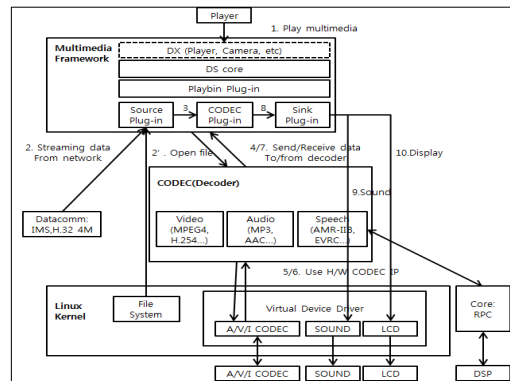 Player
1. Play multimedia
Multimedia
Framework
DX (Player, Camera, etc)
DS core
Playbin Plug-in
Source
Plug-in
3
CODEC
Plug-in
8
Sink
Plug-in
2. Streaming data
From network
2' . Open file
4/7. Send/Receive data
To/from decoder
10.Display
CODEC(Decoder)
9.Sound
Datacomm:
IMS,H.32 4M
Video
(MPEG4,
H.254...)
Audio
(MP3,
AAC...)
Speech
(AMR-IIB,
EVRC...)
5/6. Use H/W CODEC IP
Linux
Kernel
File
System
Virtual Device Driver
A/V/I CODEC
SOUND
LCD
Core:
RPC
A/V/I CODEC
SOUND
LCD
DSP